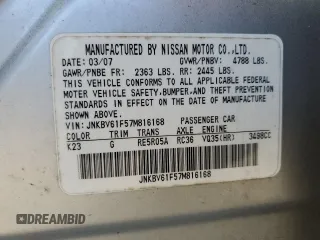 MANUFACTURED BY NISSAN MOTOR CO.,LTD.
DATE: 03/07 GVWR/PNBV: 4788 LBS.
GAWR/PNBE FR: 2363 LBS. RR: 2445 LBS.
THIS VEHICLE CONFORMS TO ALL APPLICABLE FEDERAL
MOTOR VEHICLE SAFETY,BUMPER,AND THEFT PREVENTION
STANDARDS IN EFFECT ON THE DATE OF MANUFACTURE
SHOWN ABOVE.
VIN: JNKBV61F57M816168 PASSENGER CAR
COLOR TRIM TRANS AXLE ENGINE
K23 G RE5R05A RC36 VQ35(HR) 3498CC
JNKBV61F57M816168
DREAMBID